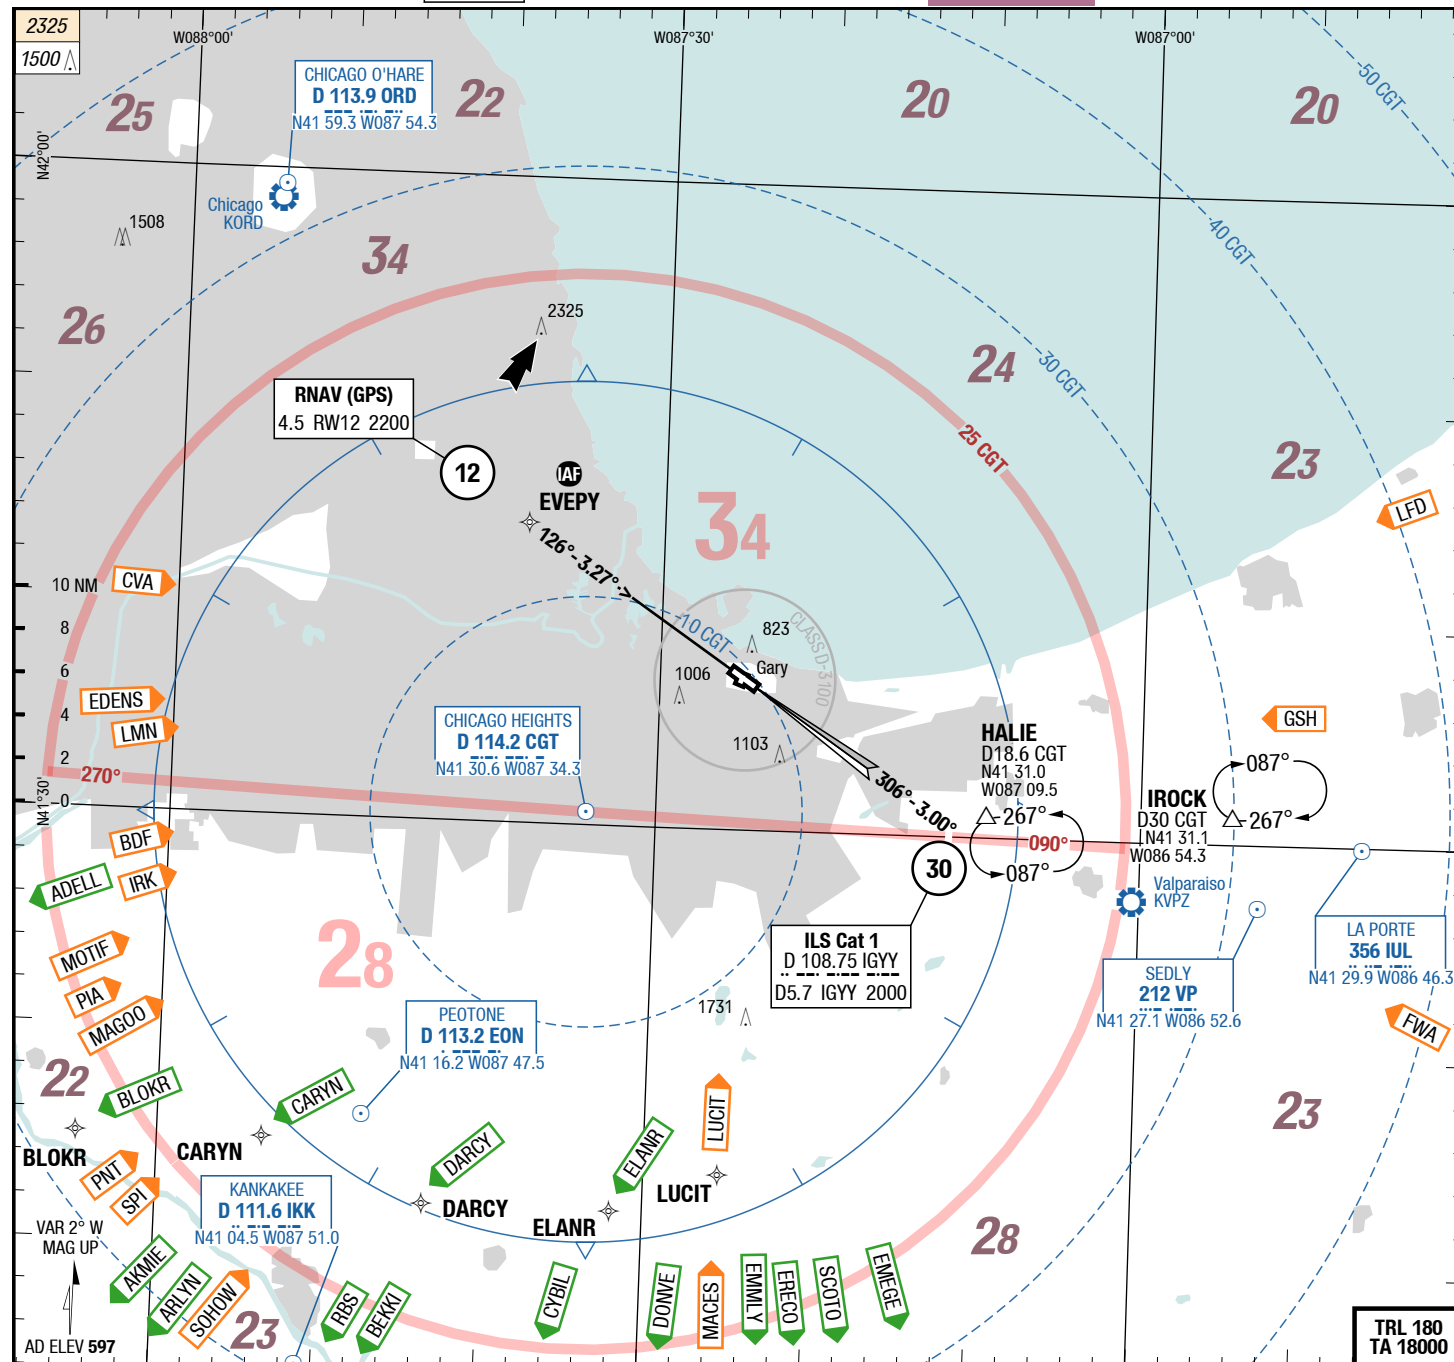 2325
1500
W088°00'
W087°30'
W087°00'
CHICAGO O'HARE
D 113.9 ORD
N41 59.3 W087 54.3
25
22
20
20
-50 CGT
N42°00'
Chicago
KORD
1508
34
26
2325
-40 CGT
24
30 CGT
RNAV (GPS)
4.5 RW12 2200
12
IAF
EVEPY
25 CGT
23
LFD
34
126°- 3.27°->
10 NM
CVA
8
6
4
2
0
-10 CGT
823
CLASS D-3100
Gary
1006
1103
EDENS
LMN
CHICAGO HEIGHTS
D 114.2 CGT
N41 30.6 W087 34.3
HALIE
D18.6 CGT
N41 31.0
W087 09.5
GSH
087°
267°
IROCK
D30 CGT
N41 31.1
W086 54.3
270°
N41°30'
306°-3.00°
267°
090°
087°
30
BDF
IRK
ADELL
Valparaiso
KVPZ
28
MOTIF
PIA
MAGOO
ILS Cat 1
D 108.75 IGYY
D5.7 IGYY 2000
LA PORTE
356 IUL
N41 29.9 W086 46.3
SEDLY
212 VP
N41 27.1 W086 52.6
1731
PEOTONE
D 113.2 EON
N41 16.2 W087 47.5
FWA
22
BLOKR
CARYN
LUCIT
23
BLOKR
CARYN
DARCY
ELANR
PNT
SPI
KANKAKEE
D 111.6 IKK
N41 04.5 W087 51.0
DARCY
ELANR
LUCIT
28
VAR 2° W
MAG UP
AKMIE
ARLYN
SOHOW
23
RBS
BEKKI
CYBIL
DONVE
MACES
EMMLY
ERECO
SCOTO
EMEGE
AD ELEV 597
TRL 180
TA 18000